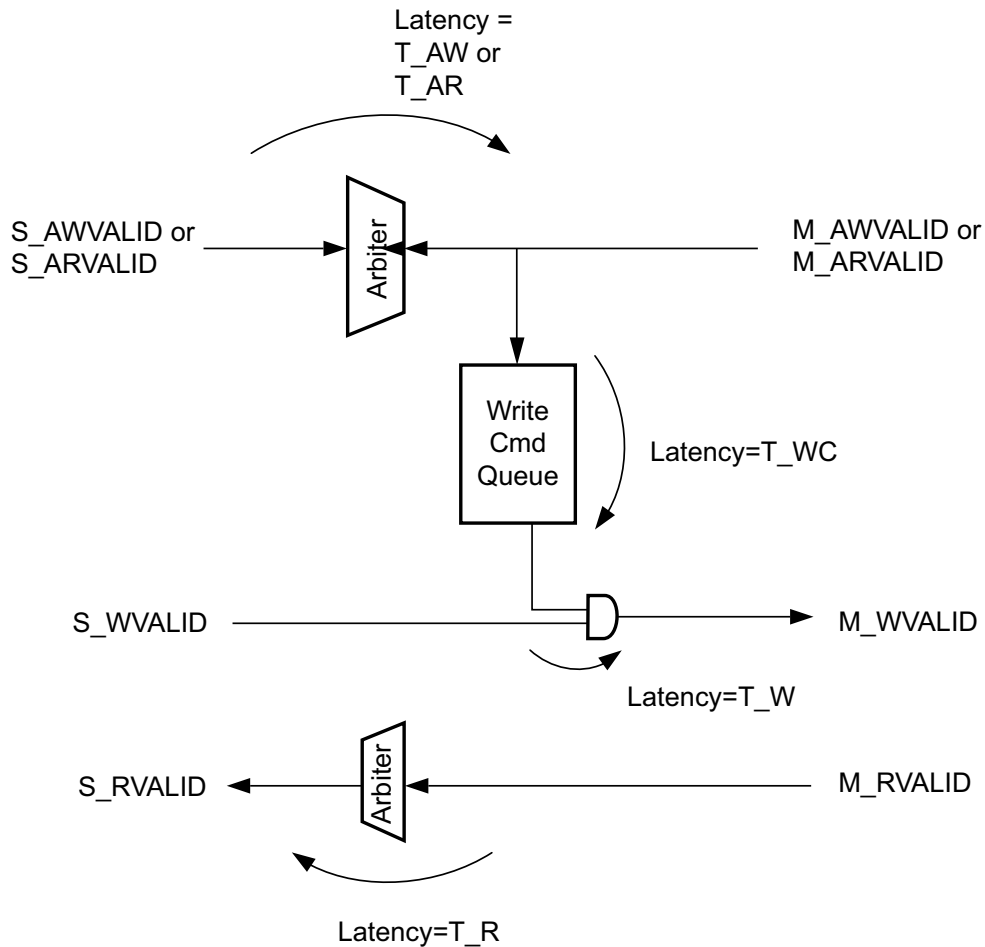 Latency =
T_AW or
T_AR
S_AWVALID or
S_ARVALID
Arbiter
M_AWVALID or
M_ARVALID
Write
Cmd
Queue
Latency=T_WC
S_WVALID
M_WVALID
Latency=T_W
S_RVALID
Arbiter
M_RVALID
Latency=T_R